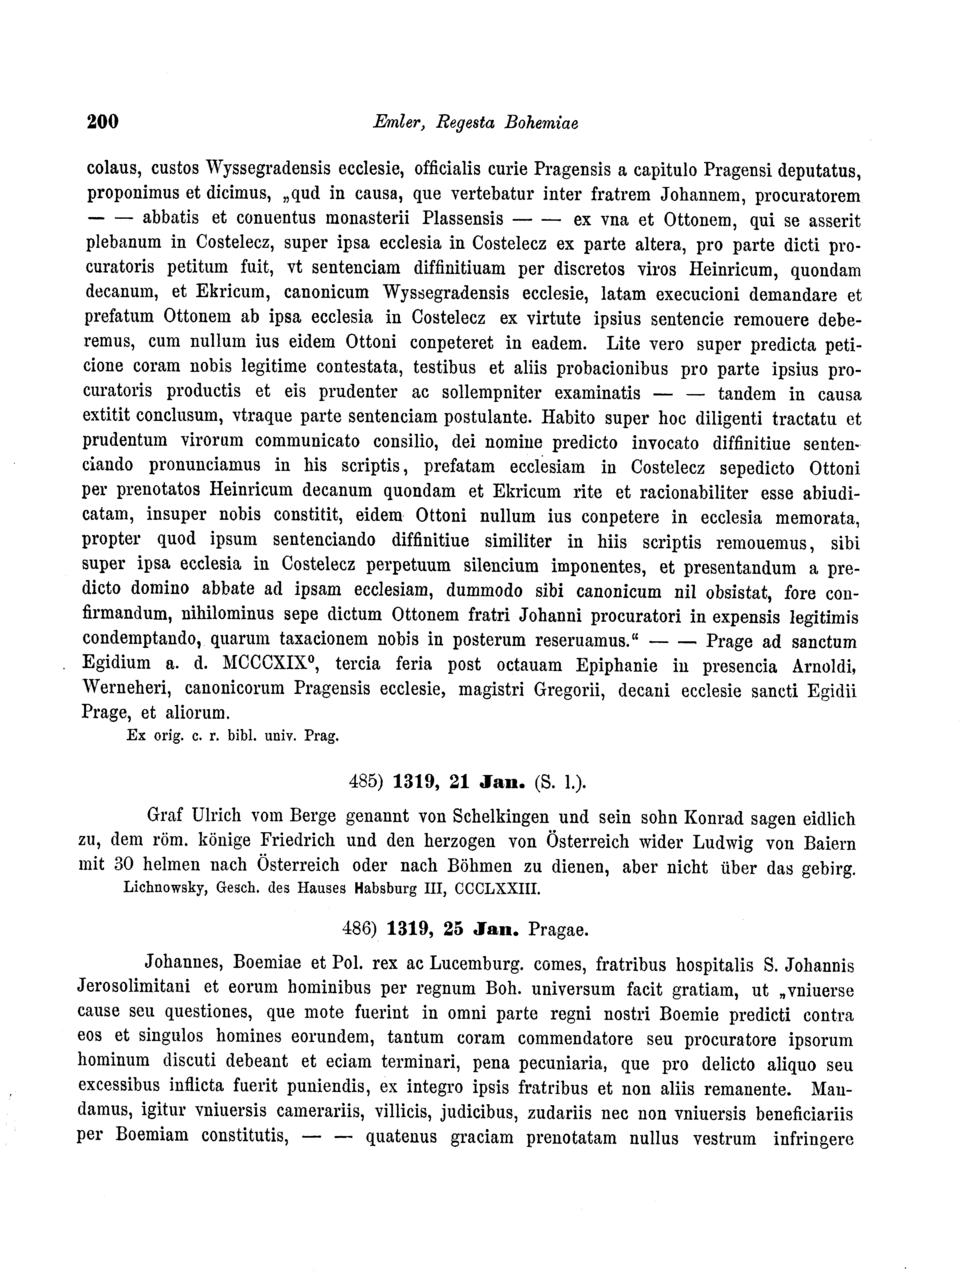 200 Emler, Regesta Bohemiae
colaus, custos Wyssegradensis ecclesie, officialis curie Pragensis a capitulo Pragensi deputatus,
proponimus et dicimus, „qud in causa, que vertebatur inter fratrem Johannem, procuratorem
— — abbatis et conuentus monasterii Plassensis — — ex vna et Ottonem, qui se asserit
plebanum in Costelecz, super ipsa ecclesia in Costelecz ex parte altera, pro parte dicti pro-
curatoris petitum fuit, vt sentenciam diffinitiuam per discretos viros Heinricum, quondam
decanum, et Ekricum, canonicum Wyssegradensis ecclesie, latam execucioni demandare et
prefatum Ottonem ab ipsa ecclesia in Costelecz ex virtute ipsius sentencie remouere debe-
remus, cum nullum ius eidem Ottoni conpeteret in eadem. Lite vero super predicta peti-
cione coram nobis legitime contestata, testibus et aliis probacionibus pro parte ipsius pro-
curatoris productis et eis prudenter ac sollempniter examinatis — — tandem in causa
extitit conclusum, vtraque parte sentenciam postulante. Habito super hoc diligenti tractatu et
prudentum virorum communicato consilio, dei nomine predicto invocato diffinitiue senten-
ciando pronunciamus in his scriptis, prefatam ecclesiam in Costelecz sepedicto Ottoni
per prenotatos Heinricum decanum quondam et Ekricum rite et racionabiliter esse abiudi-
catam, insuper nobis constitit, eidem Ottoni nullum ius conpetere in ecclesia memorata,
propter quod ipsum sentenciando diffinitiue similiter in hiis scriptis remouemus, sibi
super ipsa ecclesia in Costelecz perpetuum silencium imponentes, et presentandum a pre-
dicto domino abbate ad ipsam ecclesiam, dummodo sibi canonicum nil obsistat, fore con-
firmandum, nihilominus sepe dictum Ottonem fratri Johanni procuratori in expensis legitimis
condemptando, quarum taxacionem nobis in posterum reseruamus.“ — — Prage ad sanctum
Egidium a. d. MCCCXIX⁰, tercia feria post octauam Epiphanie in presencia Arnoldi,
Werneheri, canonicorum Pragensis ecclesie, magistri Gregorii, decani ecclesie sancti Egidii
Prage, et aliorum.
Ex orig. c. r. bibl. univ. Prag.
485) 1319, 21 Jan. (S. l.).
Graf Ulrich vom Berge genannt von Schelkingen und sein sohn Konrad sagen eidlich
zu, dem röm. könige Friedrich und den herzogen von Österreich wider Ludwig von Baiern
mit 30 helmen nach Österreich oder nach Böhmen zu dienen, aber nicht über das gebirg.
Lichnowsky, Gesch. des Hauses Habsburg III, CCCLXXIII.
486) 1319, 25 Jan. Pragae.
Johannes, Boemiae et Pol. rex ac Lucemburg. comes, fratribus hospitalis S. Johannis
Jerosolimitani et eorum hominibus per regnum Boh. universum facit gratiam, ut „vniuerse
cause seu questiones, que mote fuerint in omni parte regni nostri Boemie predicti contra
eos et singulos homines eorundem, tantum coram commendatore seu procuratore ipsorum
hominum discuti debeant et eciam terminari, pena pecuniaria, que pro delicto aliquo seu
excessibus inflicta fuerit puniendis, ex integro ipsis fratribus et non aliis remanente. Man-
damus, igitur vniuersis camerariis, villicis, judicibus, zudariis nec non vniuersis beneficiariis
per Boemiam constitutis, — — quatenus graciam prenotatam nullus vestrum infringere